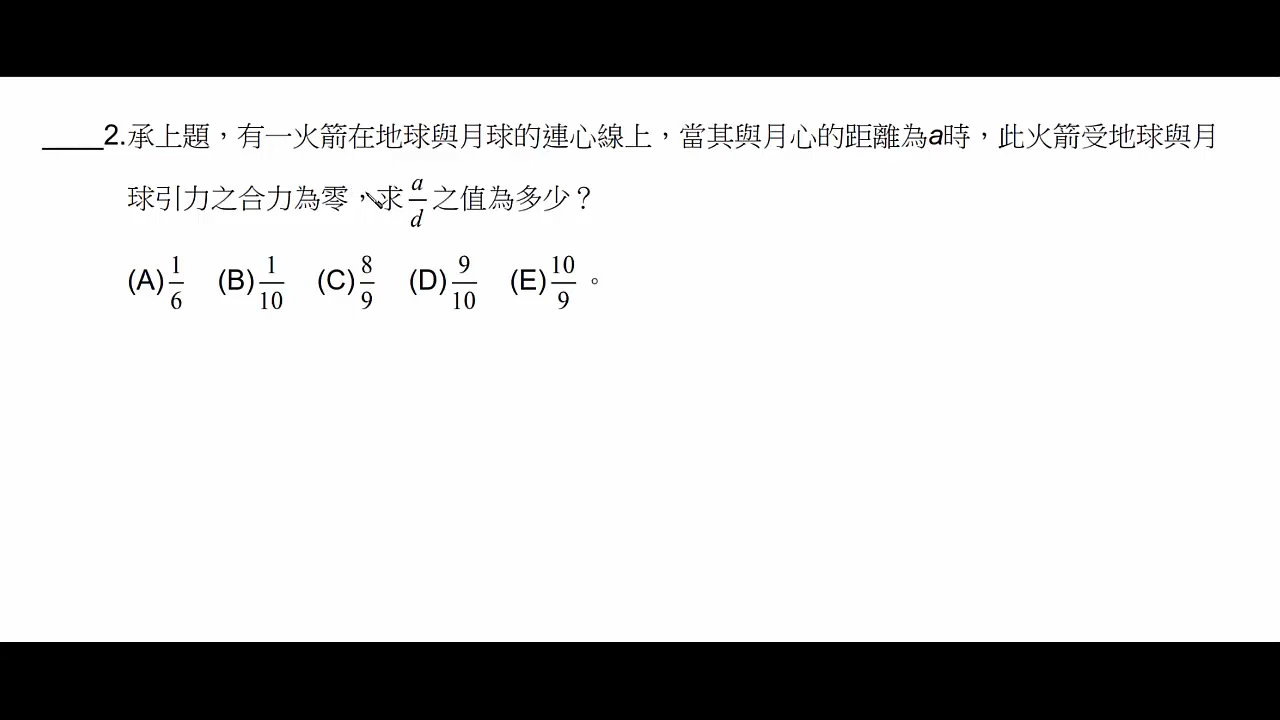 ____2.承上題，有一火箭在地球與月球的連心線上，當其與月心的距離為a時，此火箭受地球與月
球引力之合力為零，求a/d之值為多少？
(A)1/6 (B)1/10 (C)8/9 (D)9/10 (E)10/9。